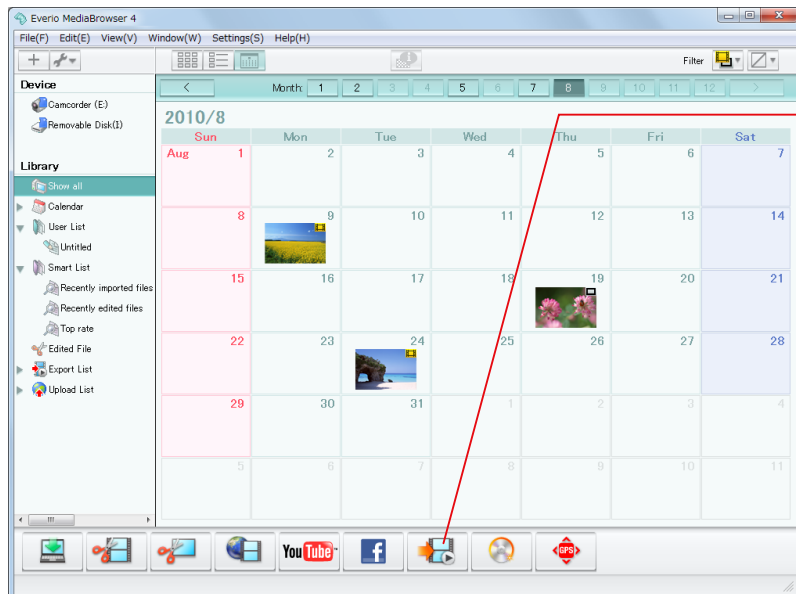 Everio MediaBrowser 4
File(F) Edit(E) View(V) Window(W) Settings(S) Help(H)
Filter
Device
Camcorder (E:)
Removable Disk(I)
Library
Show all
Calendar
User List
Untitled
Smart List
Recently imported files
Recently edited files
Top rate
Edited File
Export List
Upload List
< Month: 1 2 3 4 5 6 7 8 9 10 11 12 >
2010/8
Sun Mon Tue Wed Thu Fri Sat
Aug 1 2 3 4 5 6 7
8 9 10 11 12 13 14
15 16 17 18 19 20 21
22 23 24 25 26 27 28
29 30 31 1 2 3 4
5 6 7 8 9 10 11
YouTube
f
GPS